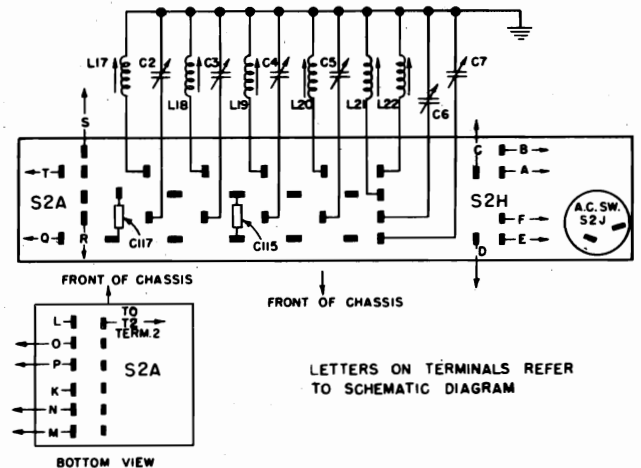 L17
C2
C3
C4
C5
C7
L18
L19
L20
L21
L22
C6
S
C
B
T
A
S2A
S2H
A.C. SW.
S2J
F
Q
R
C117
C115
D
E
FRONT OF CHASSIS
FRONT OF CHASSIS
L
TO
T2
TERM. 2
O
P
S2A
K
N
M
BOTTOM VIEW
LETTERS ON TERMINALS REFER
TO SCHEMATIC DIAGRAM